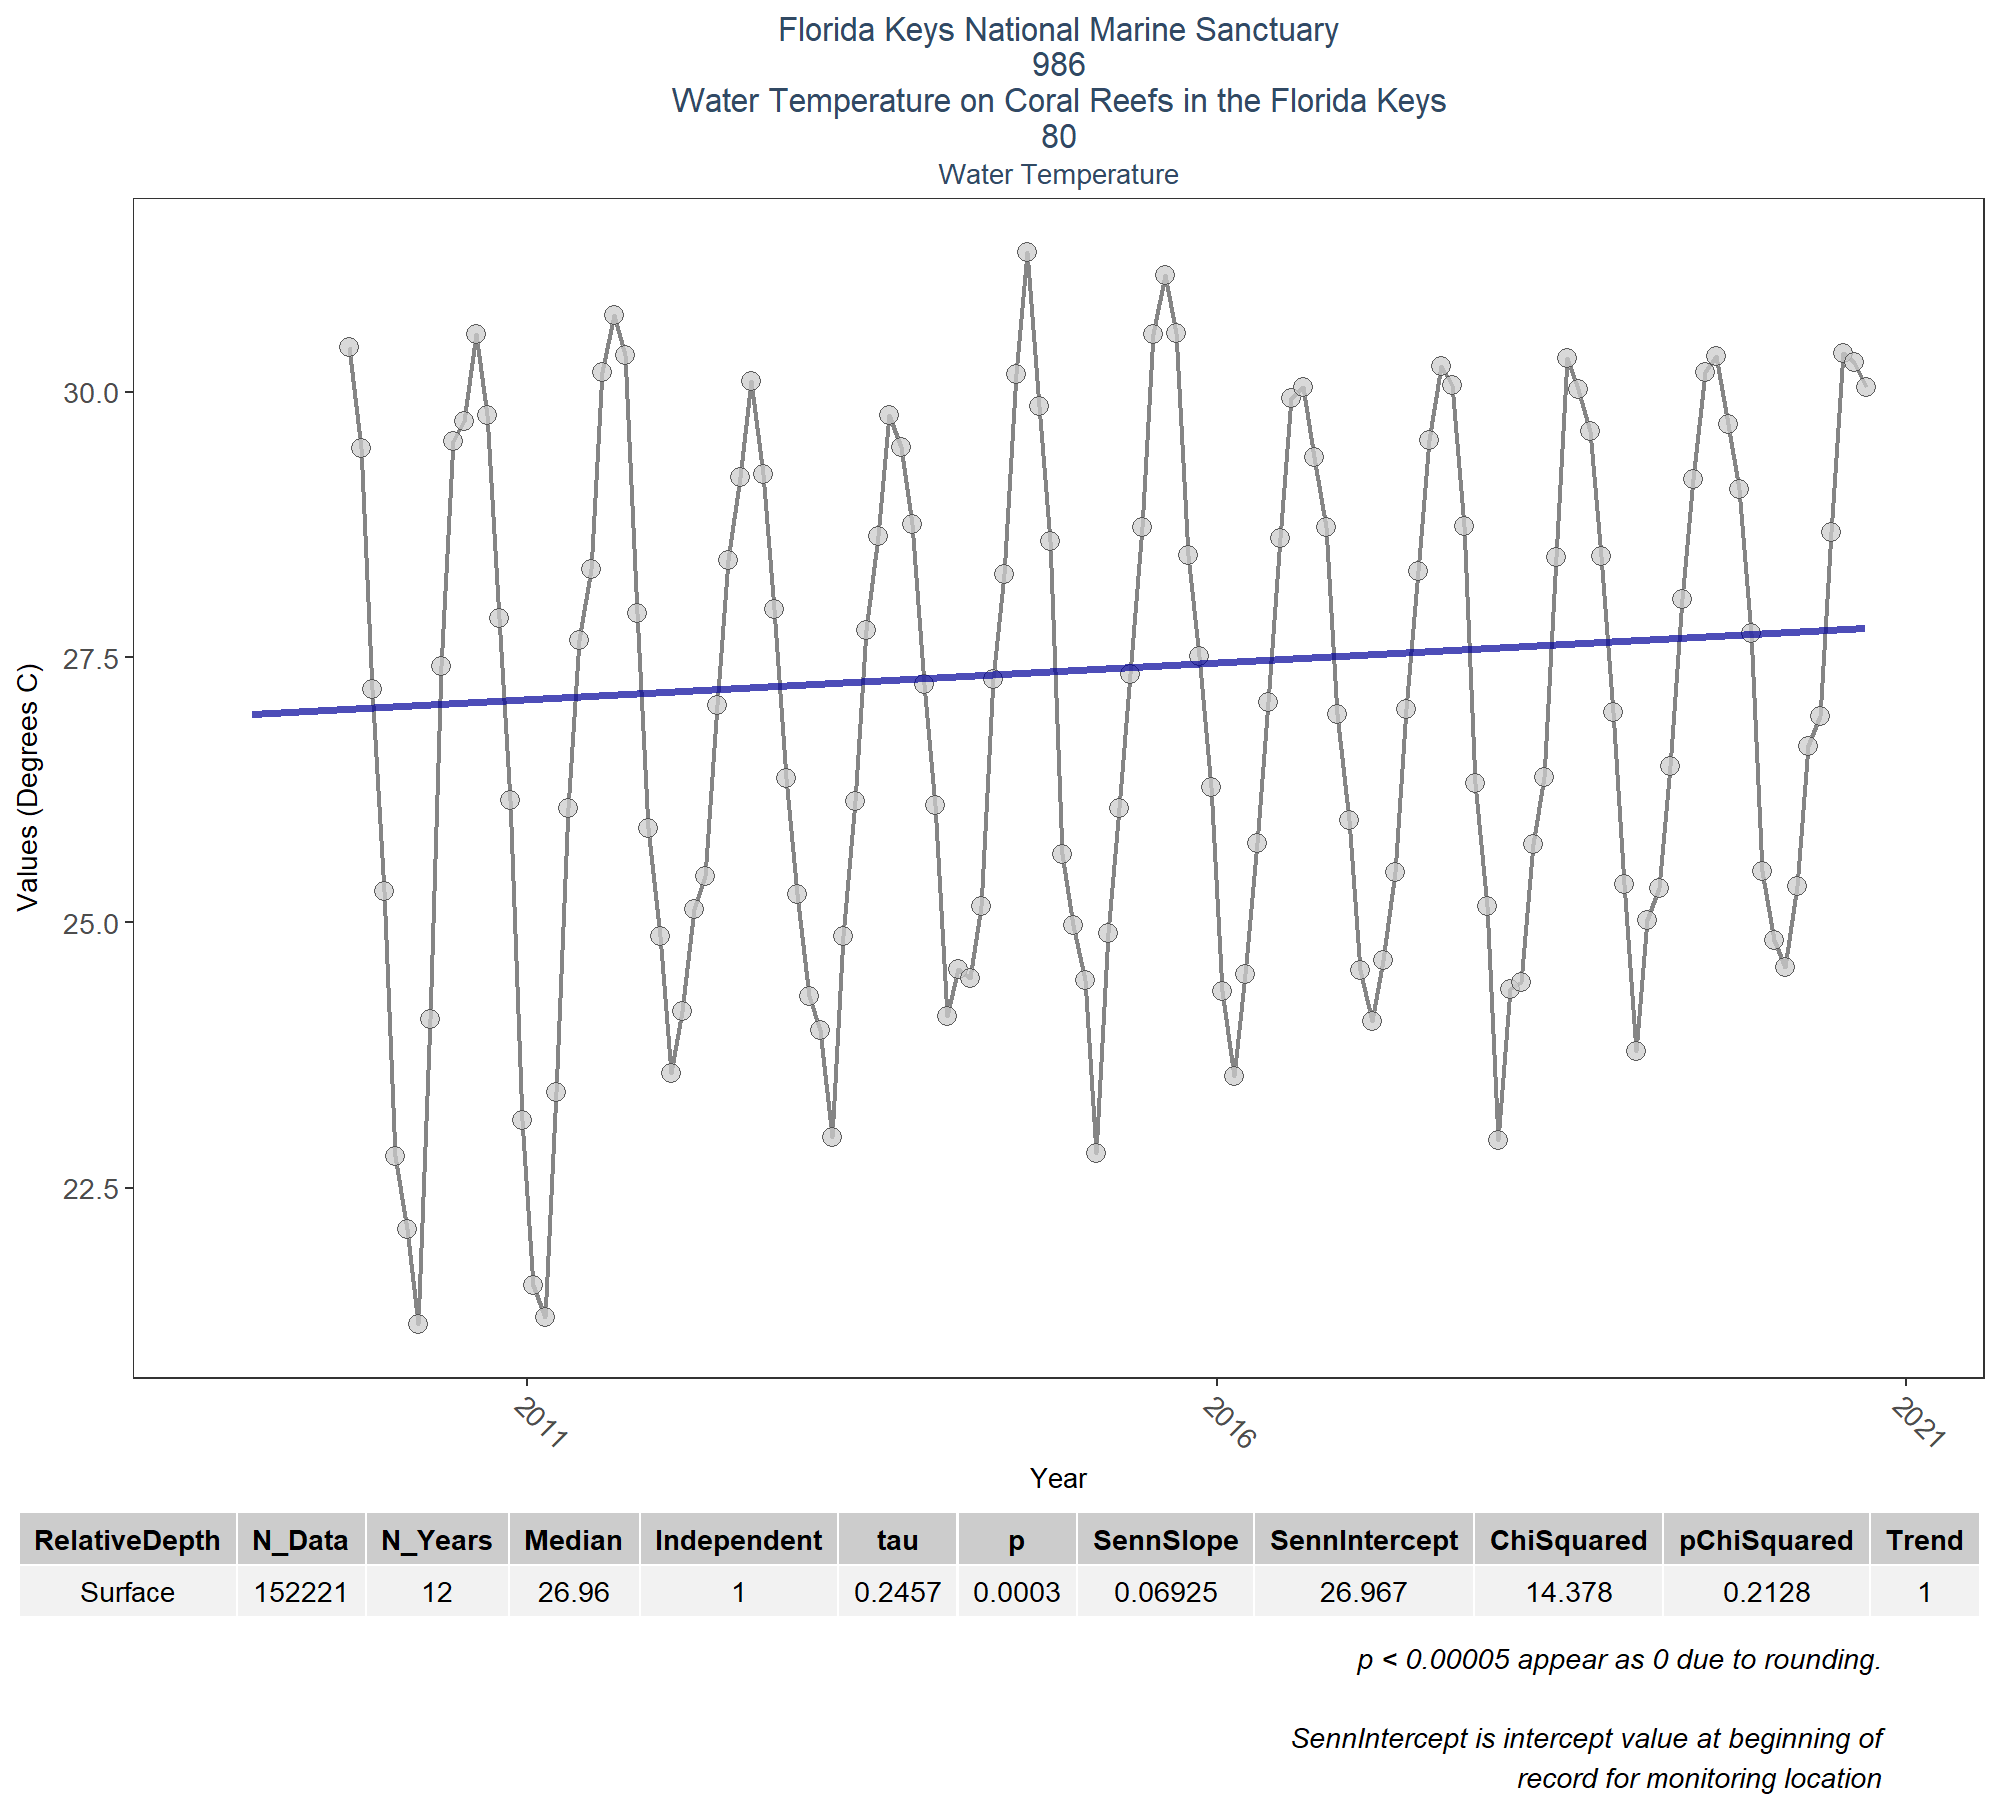 Florida Keys National Marine Sanctuary
986
Water Temperature on Coral Reefs in the Florida Keys
80
Water Temperature
Values (Degrees C)
30.0
27.5
25.0
22.5
2011
2016
2021
Year
RelativeDepth N_Data N_Years Median Independent tau p SennSlope SennIntercept ChiSquared pChiSquared Trend
Surface 152221 12 26.96 1 0.2457 0.0003 0.06925 26.967 14.378 0.2128 1
p < 0.00005 appear as 0 due to rounding.
SennIntercept is intercept value at beginning of
record for monitoring location